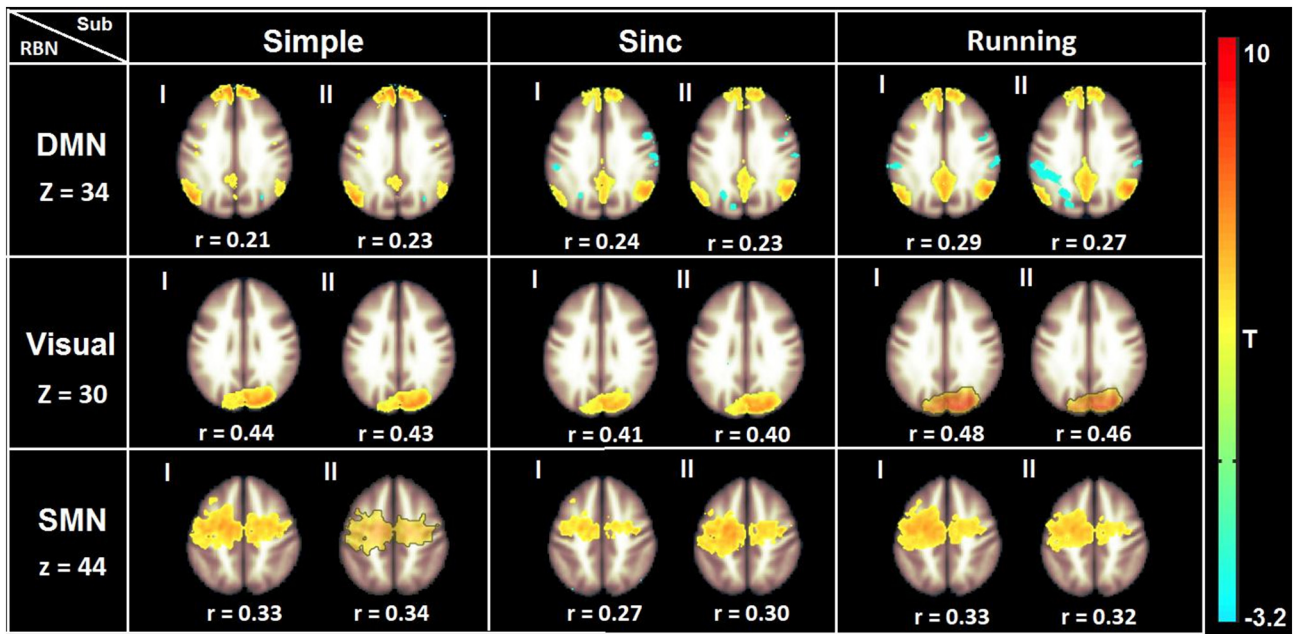 Sub
RBN
Simple
Sinc
Running
10
DMN
Z = 34
I
II
I
II
I
II
r = 0.21
r = 0.23
r = 0.24
r = 0.23
r = 0.29
r = 0.27
Visual
Z = 30
I
II
I
II
I
II
r = 0.44
r = 0.43
r = 0.41
r = 0.40
r = 0.48
r = 0.46
T
SMN
z = 44
I
II
I
II
I
II
r = 0.33
r = 0.34
r = 0.27
r = 0.30
r = 0.33
r = 0.32
-3.2